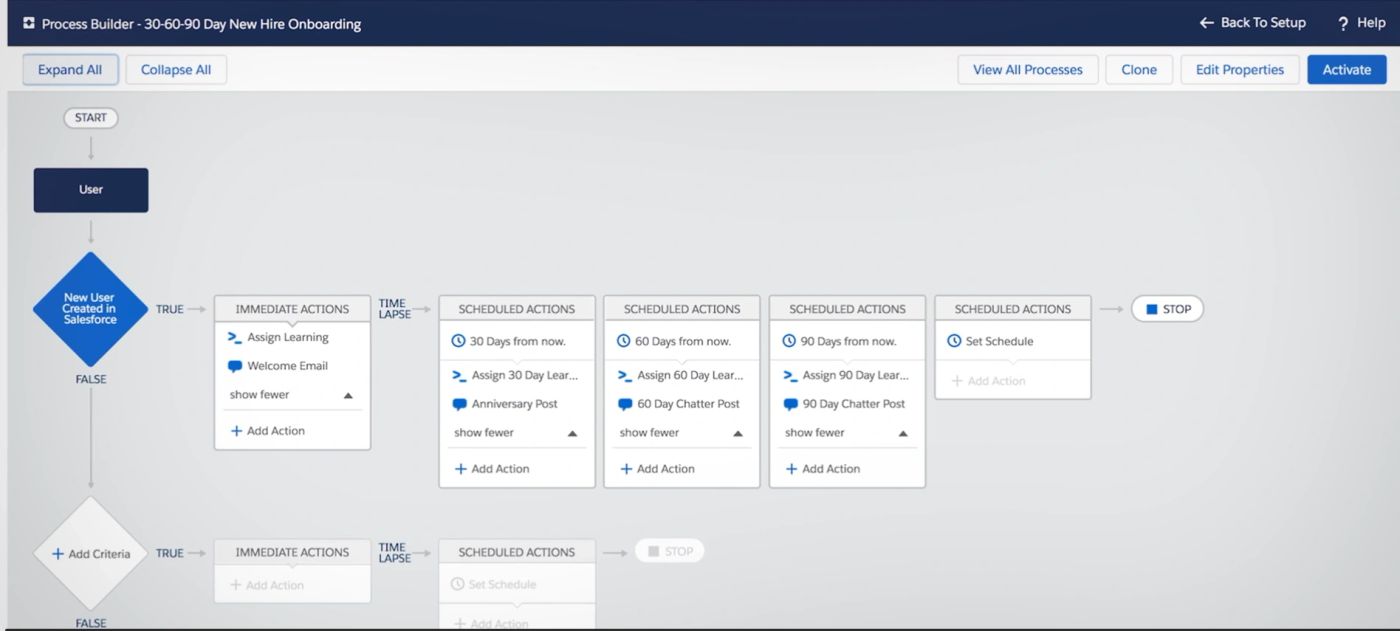 Process Builder - 30-60-90 Day New Hire Onboarding
Back To Setup
? Help
Expand All
Collapse All
View All Processes
Clone
Edit Properties
Activate
START
User
New User
Created in
Salesforce
TRUE
FALSE
IMMEDIATE ACTIONS
Assign Learning
Welcome Email
show fewer
+ Add Action
TIME
LAPSE
SCHEDULED ACTIONS
30 Days from now.
Assign 30 Day Lear...
Anniversary Post
show fewer
+ Add Action
SCHEDULED ACTIONS
60 Days from now.
Assign 60 Day Lear...
60 Day Chatter Post
show fewer
+ Add Action
SCHEDULED ACTIONS
90 Days from now.
Assign 90 Day Lear...
90 Day Chatter Post
show fewer
+ Add Action
SCHEDULED ACTIONS
Set Schedule
+ Add Action
STOP
+ Add Criteria
TRUE
FALSE
IMMEDIATE ACTIONS
+ Add Action
TIME
LAPSE
SCHEDULED ACTIONS
Set Schedule
+ Add Action
STOP